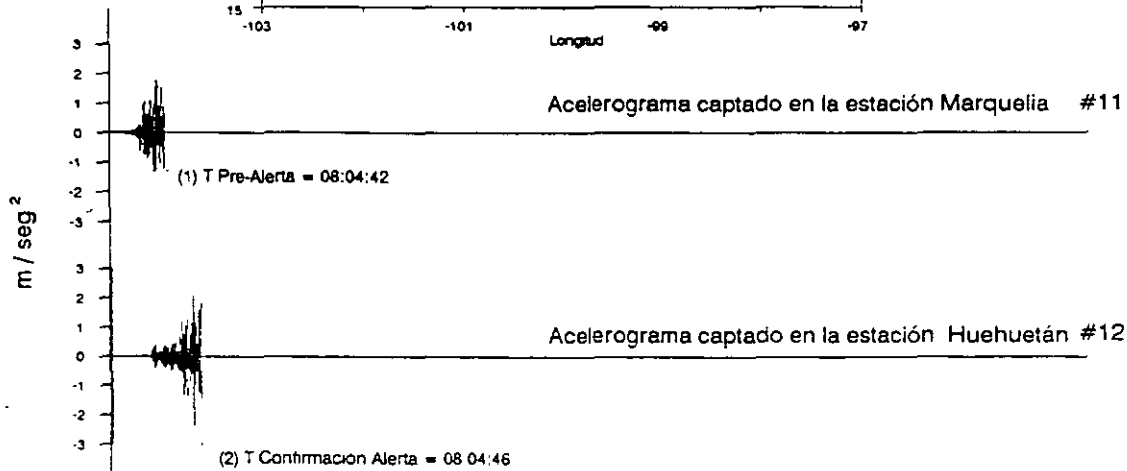 15
-103 -101 -99 -97
Longitud
3
2
Acelerograma captado en la estación Marquelia #11
1
0
-1
(1) T Pre-Alerta = 08:04:42
-2
-3
m / seg²
3
2
1
Acelerograma captado en la estación Huehuetán #12
0
-1
-2
-3
(2) T Confirmacion Alerta = 08 04:46